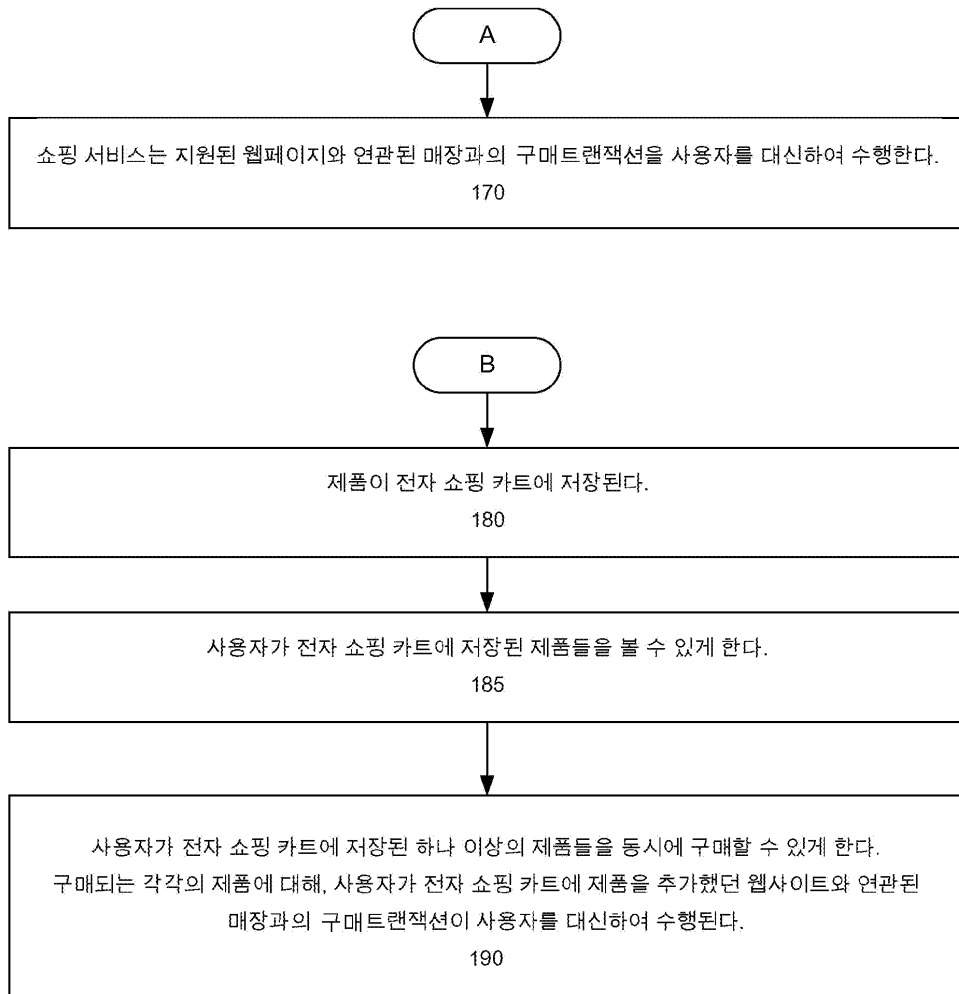 A
쇼핑 서비스는 지원된 웹페이지와 연관된 매장과의 구매트랜잭션을 사용자를 대신하여 수행한다.
170
B
제품이 전자 쇼핑 카트에 저장된다.
180
사용자가 전자 쇼핑 카트에 저장된 제품들을 볼 수 있게 한다.
185
사용자가 전자 쇼핑 카트에 저장된 하나 이상의 제품들을 동시에 구매할 수 있게 한다.
구매되는 각각의 제품에 대해, 사용자가 전자 쇼핑 카트에 제품을 추가했던 웹사이트와 연관된
매장과의 구매트랜잭션이 사용자를 대신하여 수행된다.
190